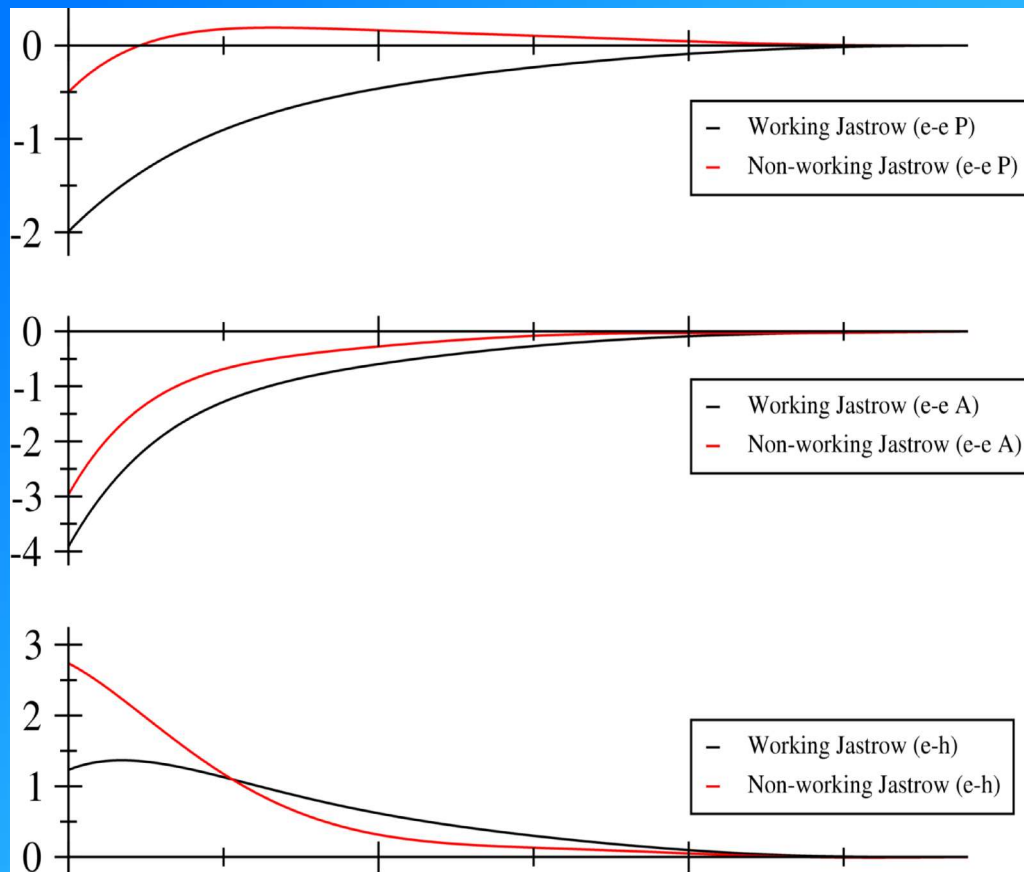 0
-1
-2
Working Jastrow (e-e P)
Non-working Jastrow (e-e P)
0
-1
-2
-3
-4
Working Jastrow (e-e A)
Non-working Jastrow (e-e A)
3
2
1
0
Working Jastrow (e-h)
Non-working Jastrow (e-h)